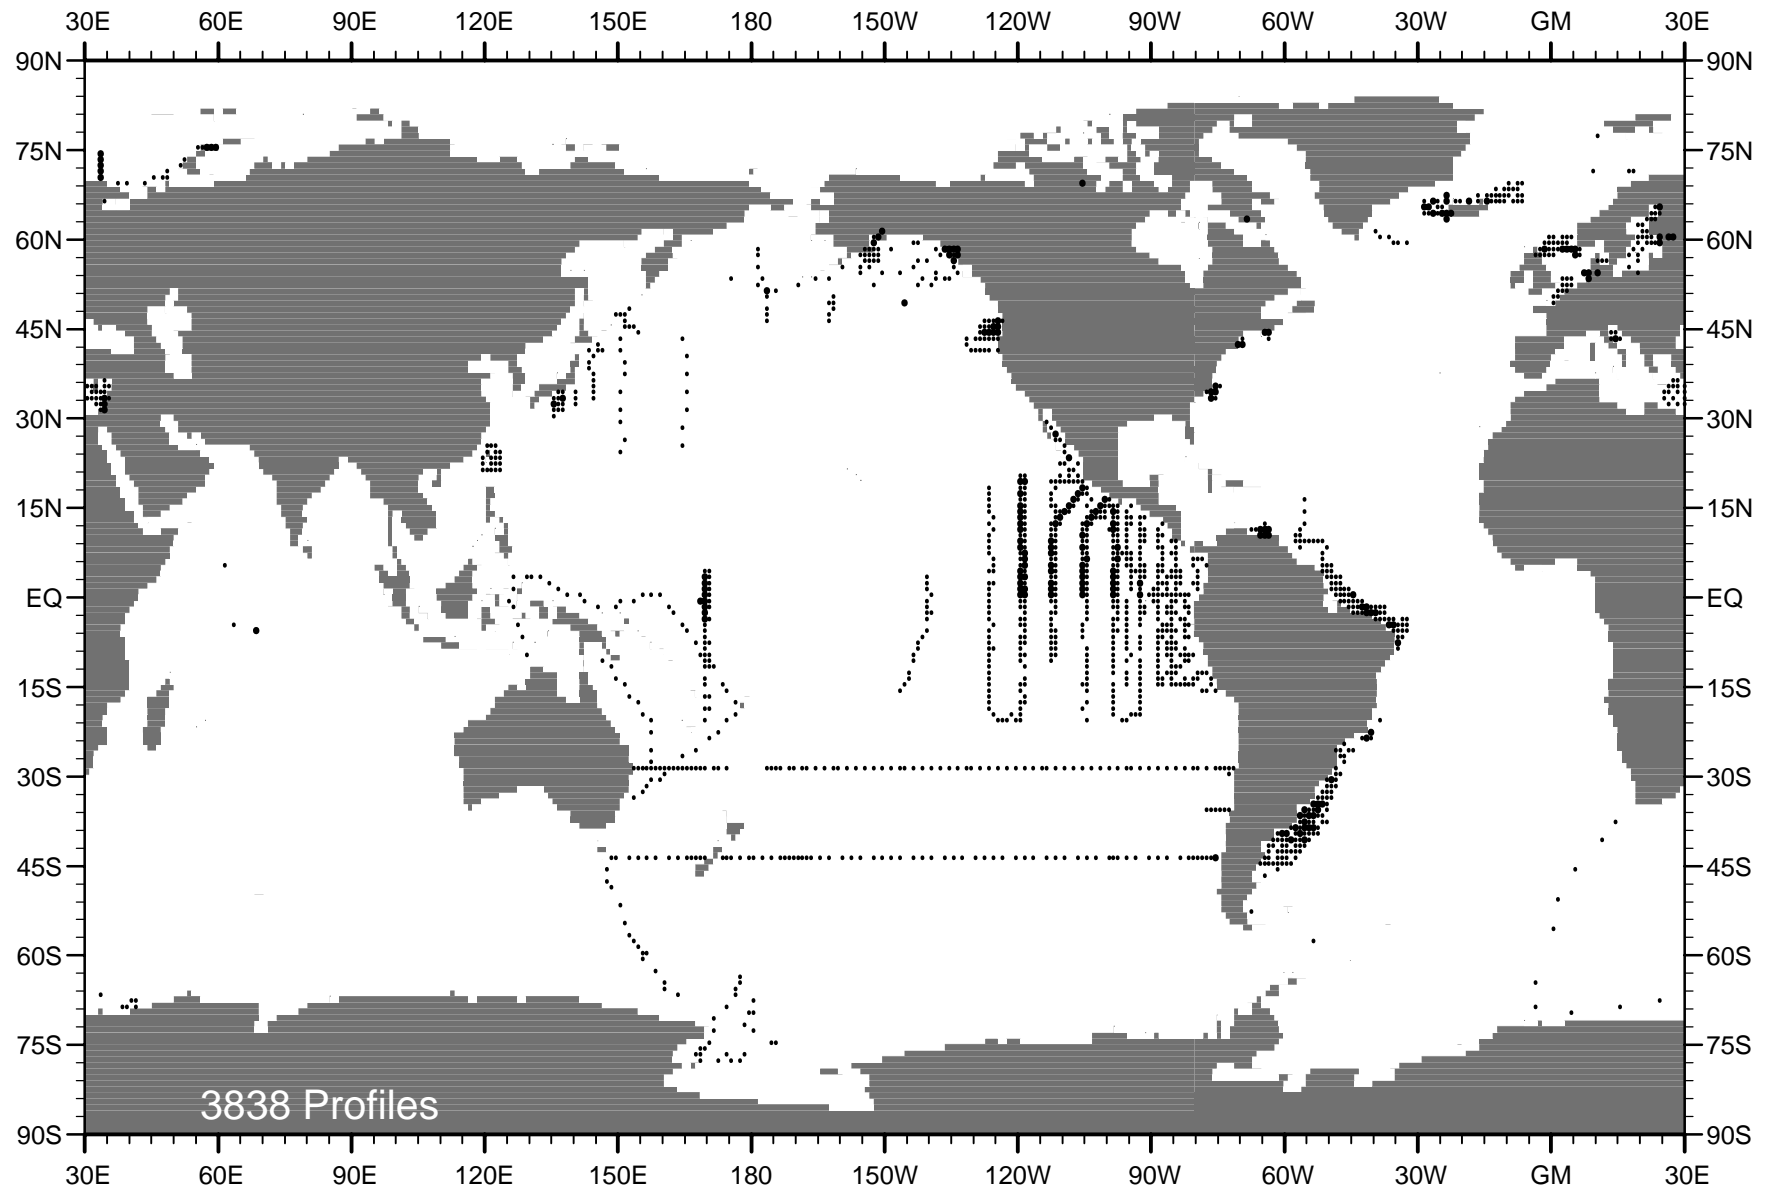 30E 60E 90E 120E 150E 180 150W 120W 90W 60W 30W GM 30E
90N 90N
75N 75N
60N 60N
45N 45N
30N 30N
15N 15N
EQ EQ
15S 15S
30S 30S
45S 45S
60S 60S
75S 75S
3838 Profiles
90S 90S
30E 60E 90E 120E 150E 180 150W 120W 90W 60W 30W GM 30E